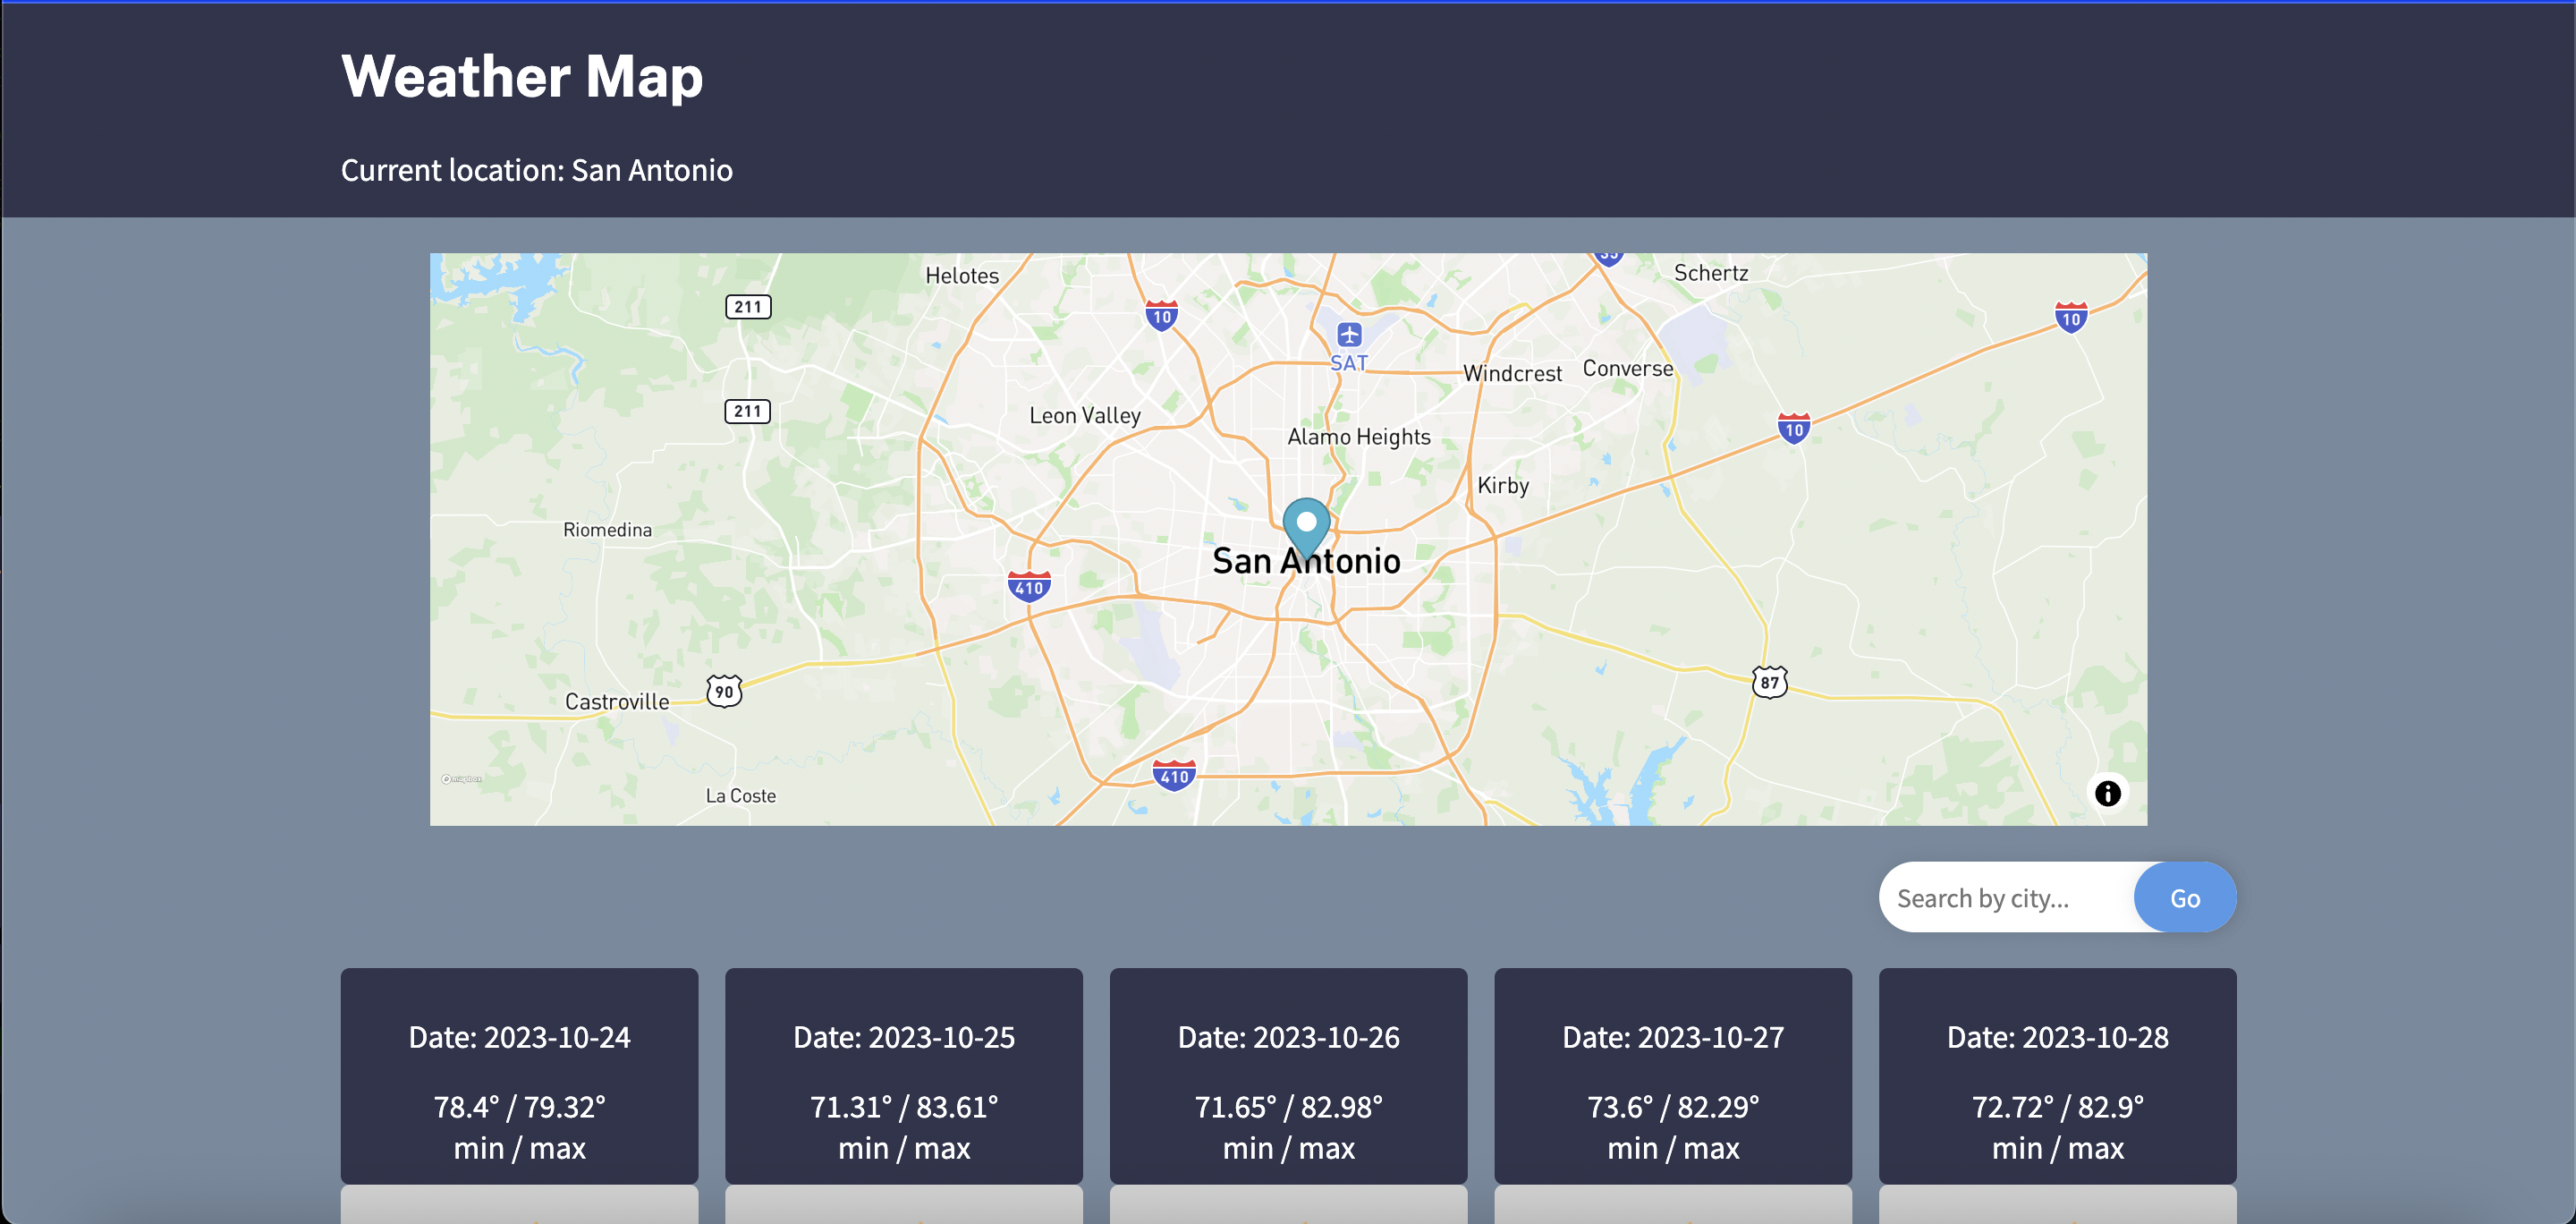 Weather Map
Current location: San Antonio
Helotes
Schertz
35
211
10
10
SAT
Windcrest
Converse
211
Leon Valley
Alamo Heights
10
Kirby
Riomedina
San Antonio
410
90
87
Castroville
410
mapbox
La Coste
Search by city...
Go
Date: 2023-10-24
78.4° / 79.32°
min / max
Date: 2023-10-25
71.31° / 83.61°
min / max
Date: 2023-10-26
71.65° / 82.98°
min / max
Date: 2023-10-27
73.6° / 82.29°
min / max
Date: 2023-10-28
72.72° / 82.9°
min / max